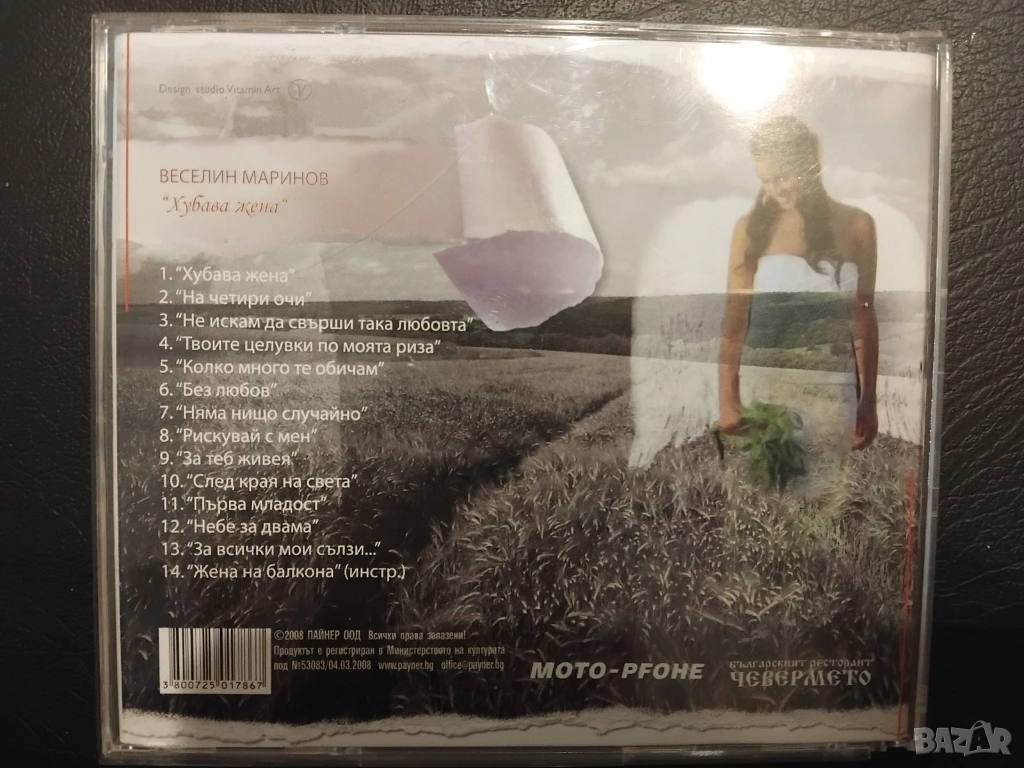 Design studio Vitamin Art
ВЕСЕЛИН МАРИНОВ
"Хубава жена"
1. "Хубава жена"
2. "На четири очи"
3. "Не искам да свърши така любовта"
4. "Твоите целувки по моята риза"
5. "Колко много те обичам"
6. "Без любов"
7. "Няма нищо случайно"
8. "Рискувай с мен"
9. "За теб живея"
10. "След края на света"
11. "Първа младост"
12. "Небе за двама"
13. "За всички мои сълзи..."
14. "Жена на балкона" (инстр.)
©2008 ПАЙНЕР ООД Всички права запазени!
Продуктът е регистриран в Министерството на културата
под №53083/04.03.2008 www.payner.bg office@payner.bg
3 800725 017867
MOTO-PFOHE
БЪЛГАРСКИЯТ РЕСТОРАНТ
ЧЕВЕРМЕТО
BAZAR